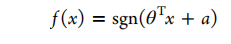 f(x) = sgn(θᵀx + a)